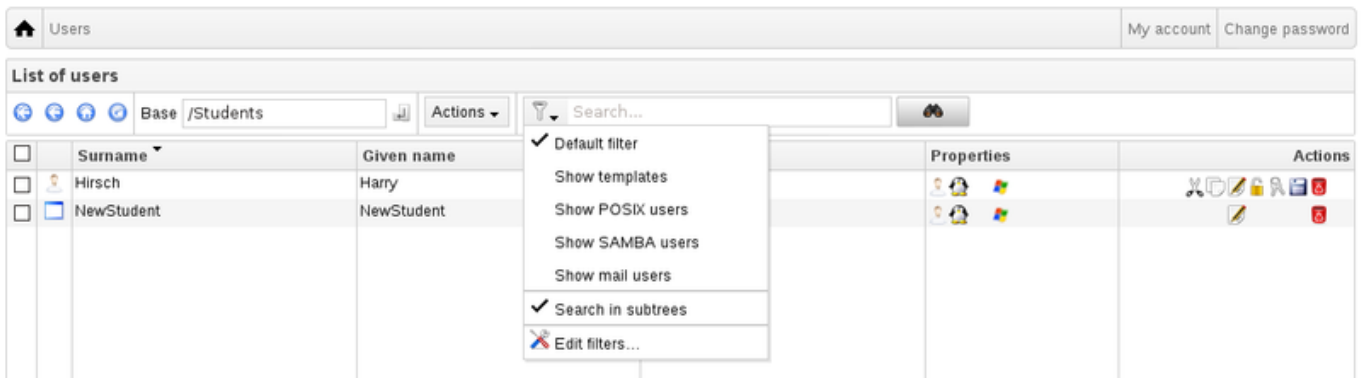 Users
My account Change password
List of users
Base /Students Actions Search...
Surname Given name Properties Actions
Default filter
Show templates
Hirsch Harry
Show POSIX users
NewStudent NewStudent
Show SAMBA users
Show mail users
Search in subtrees
Edit filters...